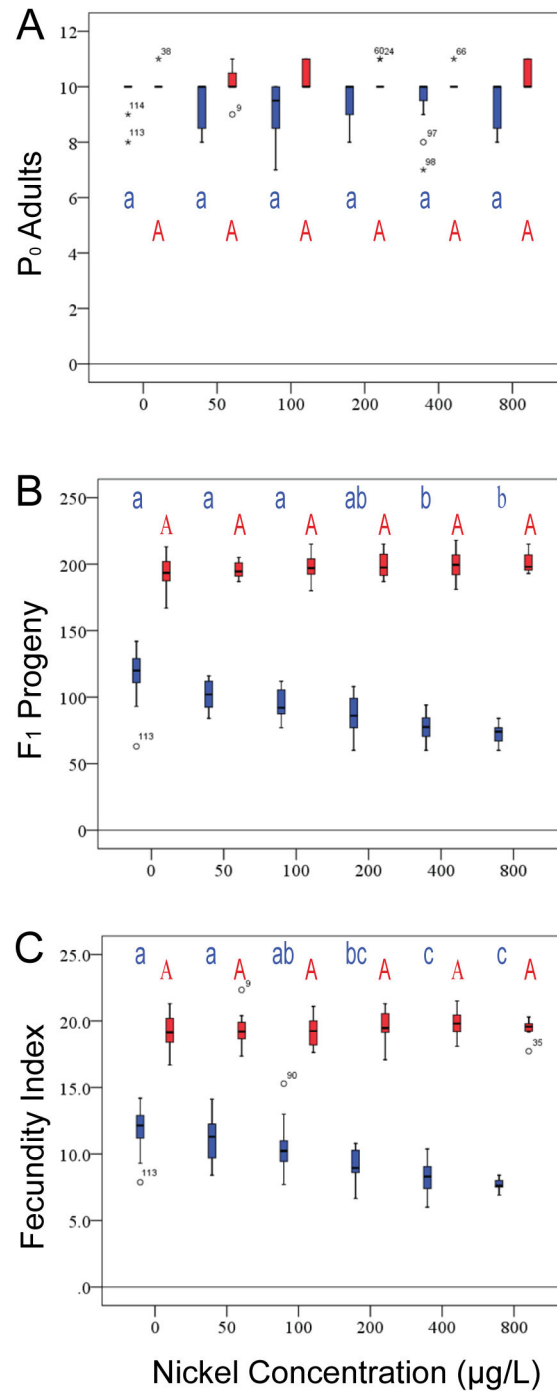 A
12
10
8
6
4
2
0
P₀ Adults
38
114
113
9
6024
97
98
66
a a a a a a
A A A A A A
0 50 100 200 400 800
B
250
200
150
100
50
0
F₁ Progeny
a a a ab b b
A A A A A A
113
0 50 100 200 400 800
C
25.0
20.0
15.0
10.0
5.0
.0
Fecundity Index
a a ab bc c c
A A A A A A
9
90
35
113
0 50 100 200 400 800
Nickel Concentration (µg/L)